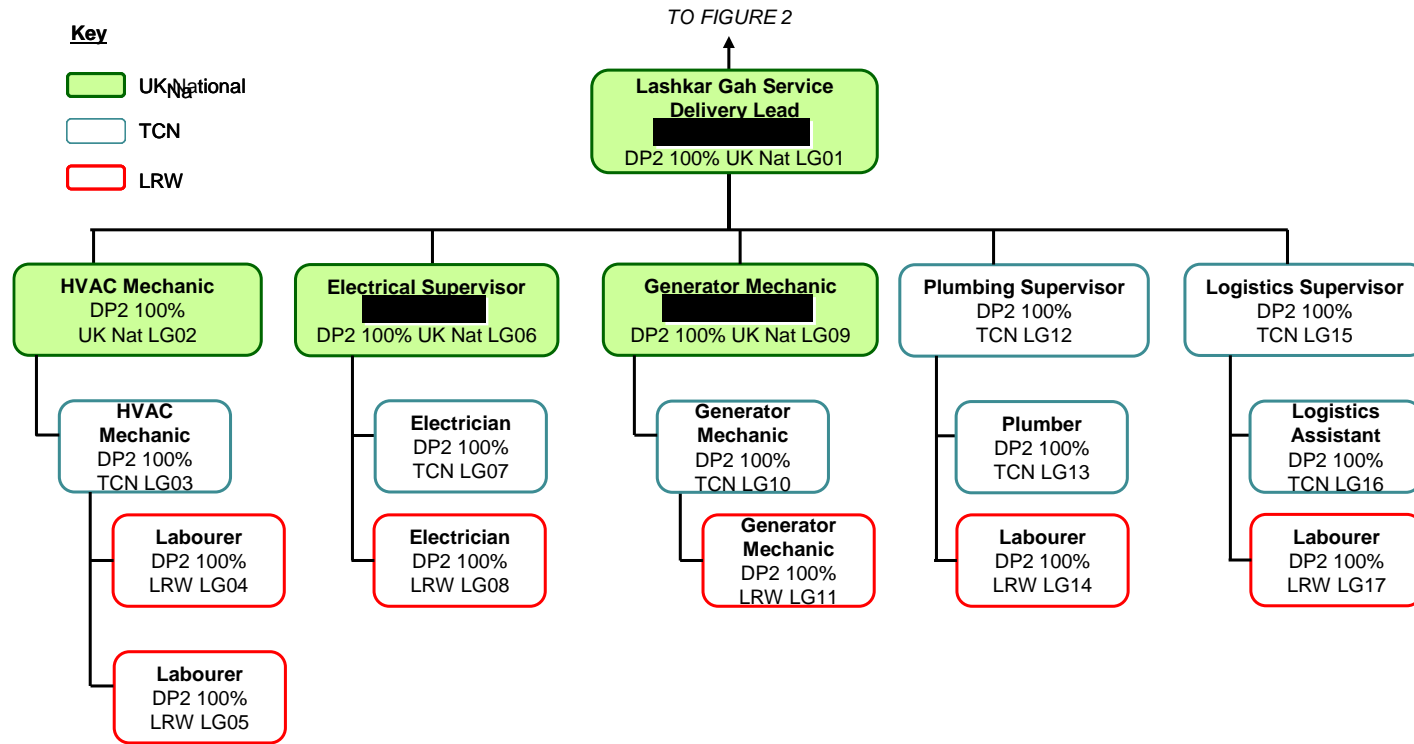 TO FIGURE 2
Key
UK National
Na
TCN
LRW
Lashkar Gah Service
Delivery Lead
DP2 100% UK Nat LG01
HVAC Mechanic
DP2 100%
UK Nat LG02
Electrical Supervisor
DP2 100% UK Nat LG06
Generator Mechanic
DP2 100% UK Nat LG09
Plumbing Supervisor
DP2 100%
TCN LG12
Logistics Supervisor
DP2 100%
TCN LG15
HVAC
Mechanic
DP2 100%
TCN LG03
Electrician
DP2 100%
TCN LG07
Generator
Mechanic
DP2 100%
TCN LG10
Plumber
DP2 100%
TCN LG13
Logistics
Assistant
DP2 100%
TCN LG16
Labourer
DP2 100%
LRW LG04
Electrician
DP2 100%
LRW LG08
Generator
Mechanic
DP2 100%
LRW LG11
Labourer
DP2 100%
LRW LG14
Labourer
DP2 100%
LRW LG17
Labourer
DP2 100%
LRW LG05